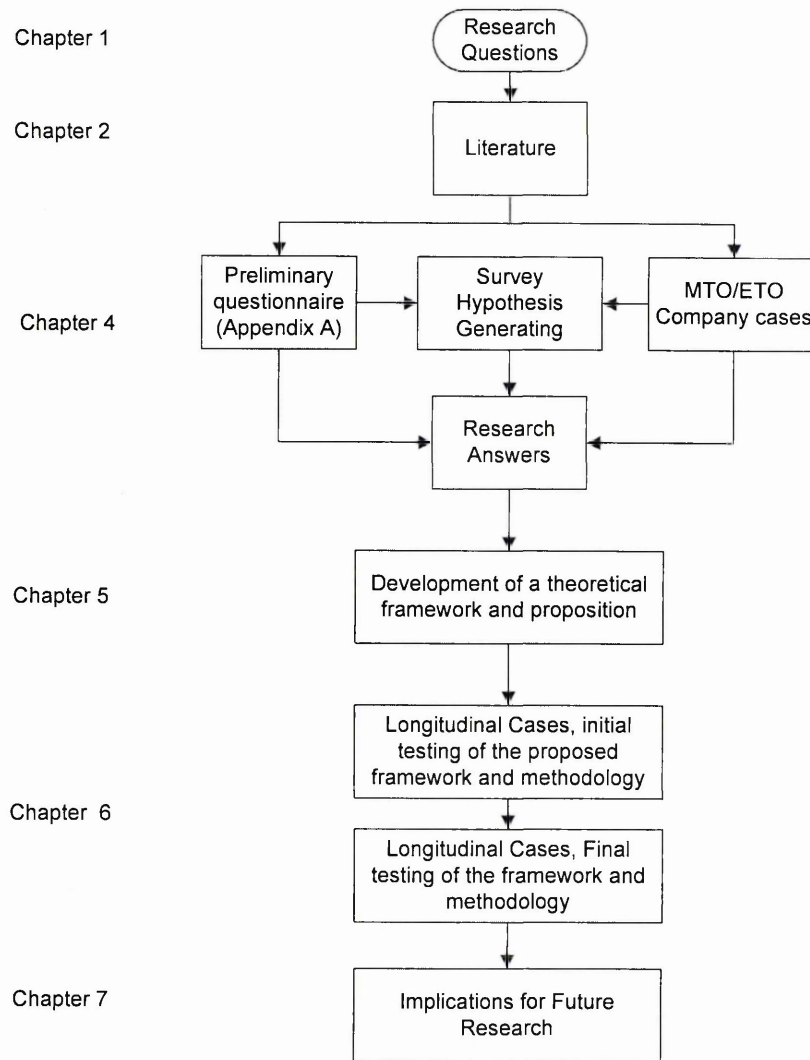 Chapter 1
Research
Questions
Chapter 2
Literature
Chapter 4
Preliminary
questionnaire
(Appendix A)
Survey
Hypothesis
Generating
MTO/ETO
Company cases
Research
Answers
Chapter 5
Development of a theoretical
framework and proposition
Chapter 6
Longitudinal Cases, initial
testing of the proposed
framework and methodology
Longitudinal Cases, Final
testing of the framework and
methodology
Chapter 7
Implications for Future
Research